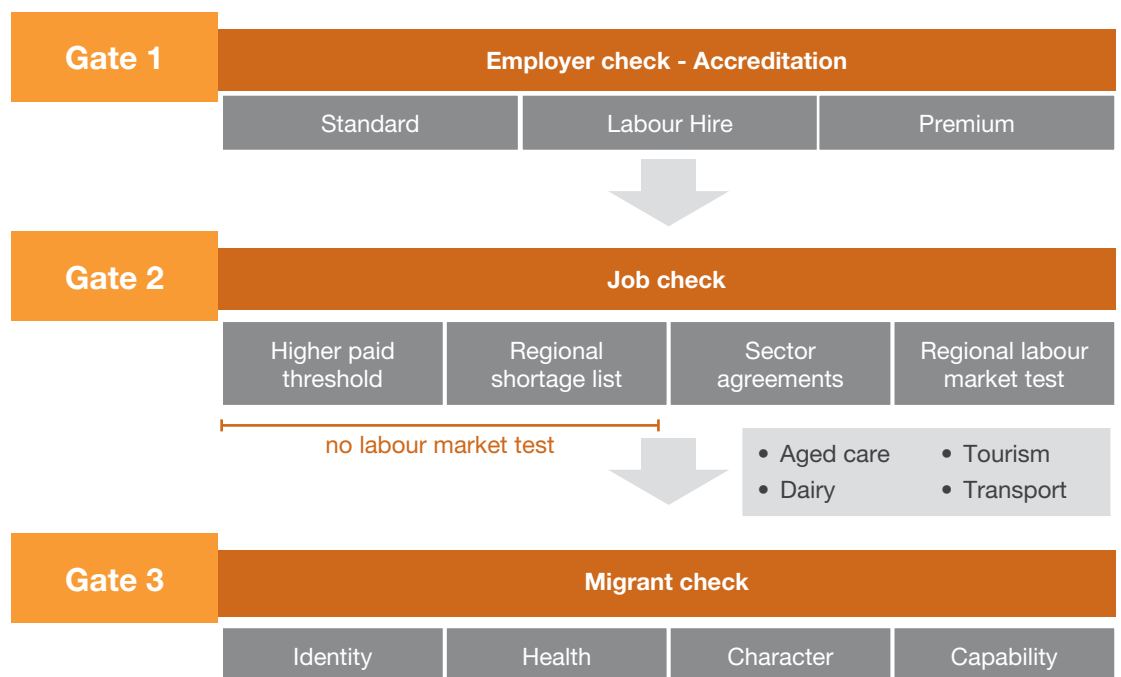 Gate 1
Employer check - Accreditation
Standard
Labour Hire
Premium
Gate 2
Job check
Higher paid
threshold
Regional
shortage list
Sector
agreements
Regional labour
market test
no labour market test
• Aged care
• Tourism
• Dairy
• Transport
Gate 3
Migrant check
Identity
Health
Character
Capability